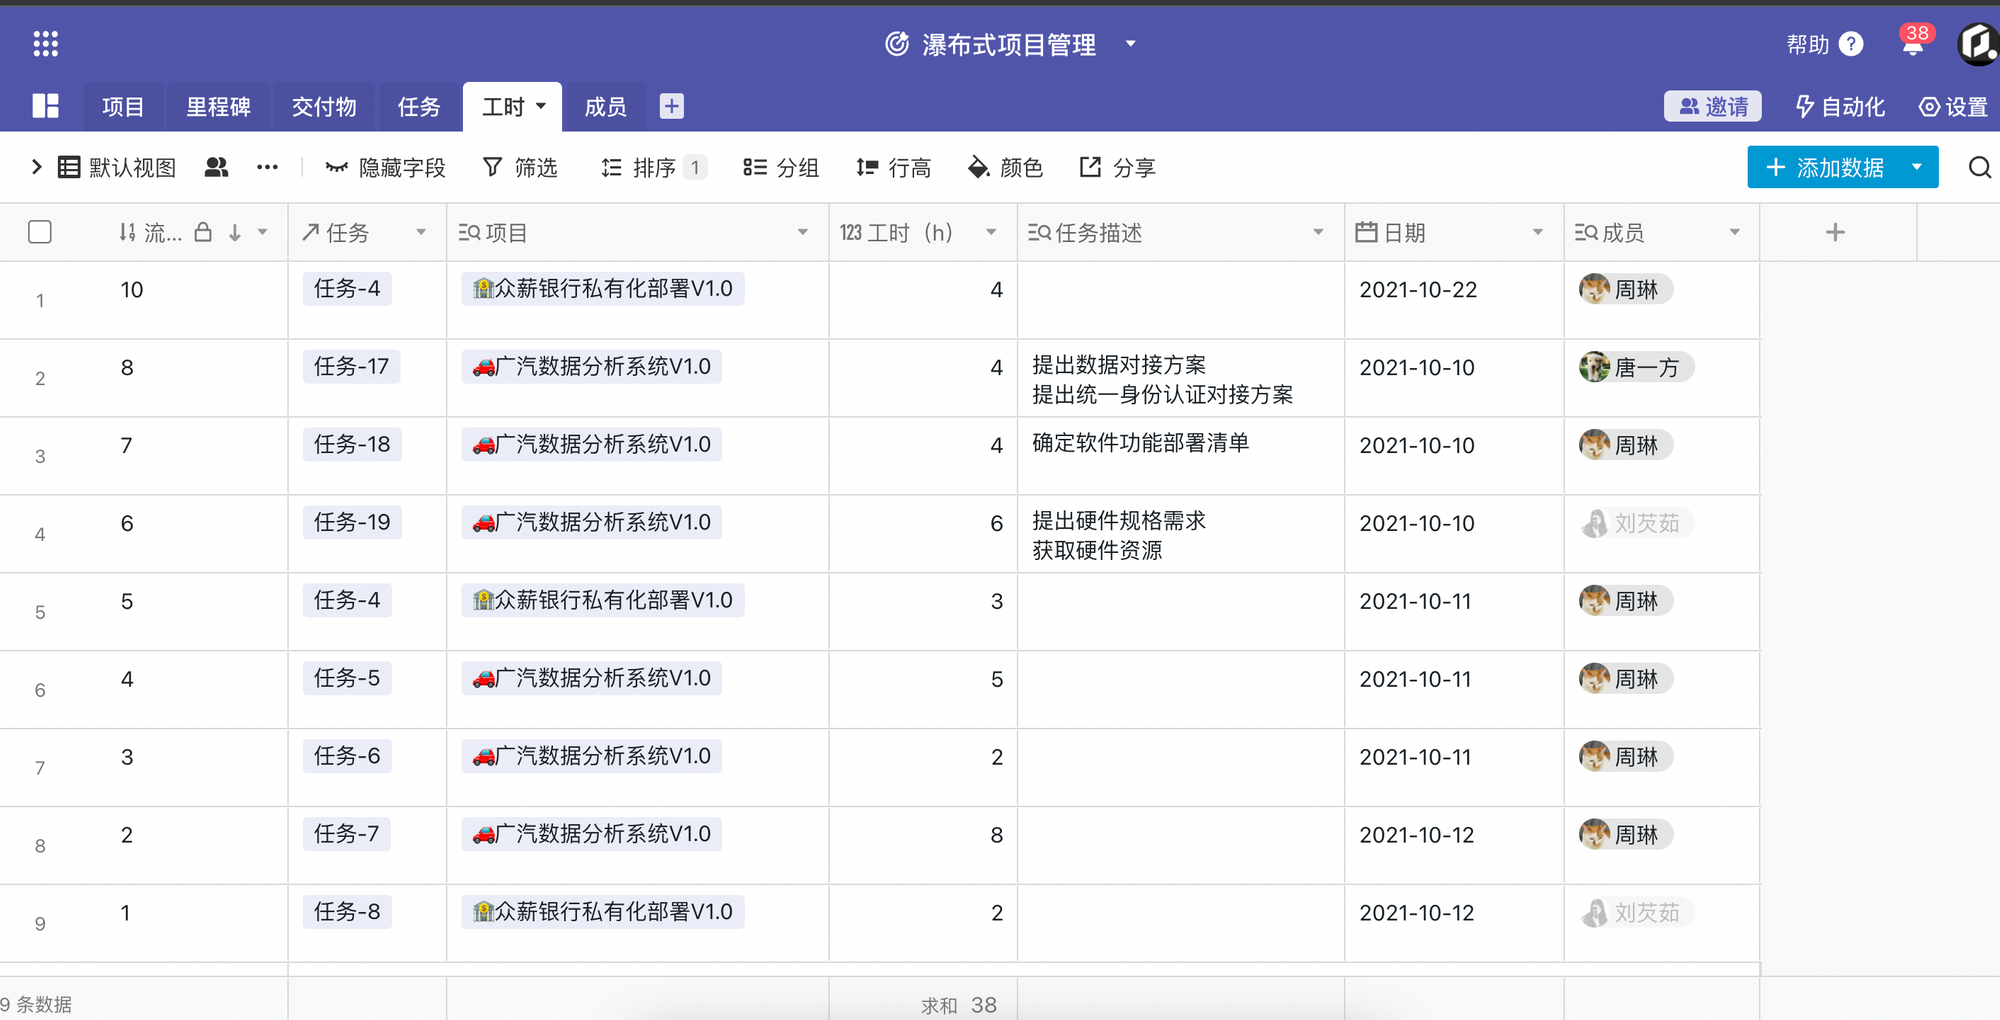 瀑布式项目管理
帮助 ? 38
项目 里程碑 交付物 任务 工时 成员 邀请 自动化 设置
默认视图 隐藏字段 筛选 排序 1 分组 行高 颜色 分享 添加数据
流... 任务 项目 123 工时（h） 任务描述 日期 成员
1 10 任务-4 众薪银行私有化部署V1.0 4 2021-10-22 周琳
2 8 任务-17 广汽数据分析系统V1.0 4 提出数据对接方案 2021-10-10 唐一方
提出统一身份认证对接方案
3 7 任务-18 广汽数据分析系统V1.0 4 确定软件功能部署清单 2021-10-10 周琳
4 6 任务-19 广汽数据分析系统V1.0 6 提出硬件规格需求 2021-10-10 刘芡茹
获取硬件资源
5 5 任务-4 众薪银行私有化部署V1.0 3 2021-10-11 周琳
6 4 任务-5 广汽数据分析系统V1.0 5 2021-10-11 周琳
7 3 任务-6 广汽数据分析系统V1.0 2 2021-10-11 周琳
8 2 任务-7 广汽数据分析系统V1.0 8 2021-10-12 周琳
9 1 任务-8 众薪银行私有化部署V1.0 2 2021-10-12 刘芡茹
9 条数据 求和 38